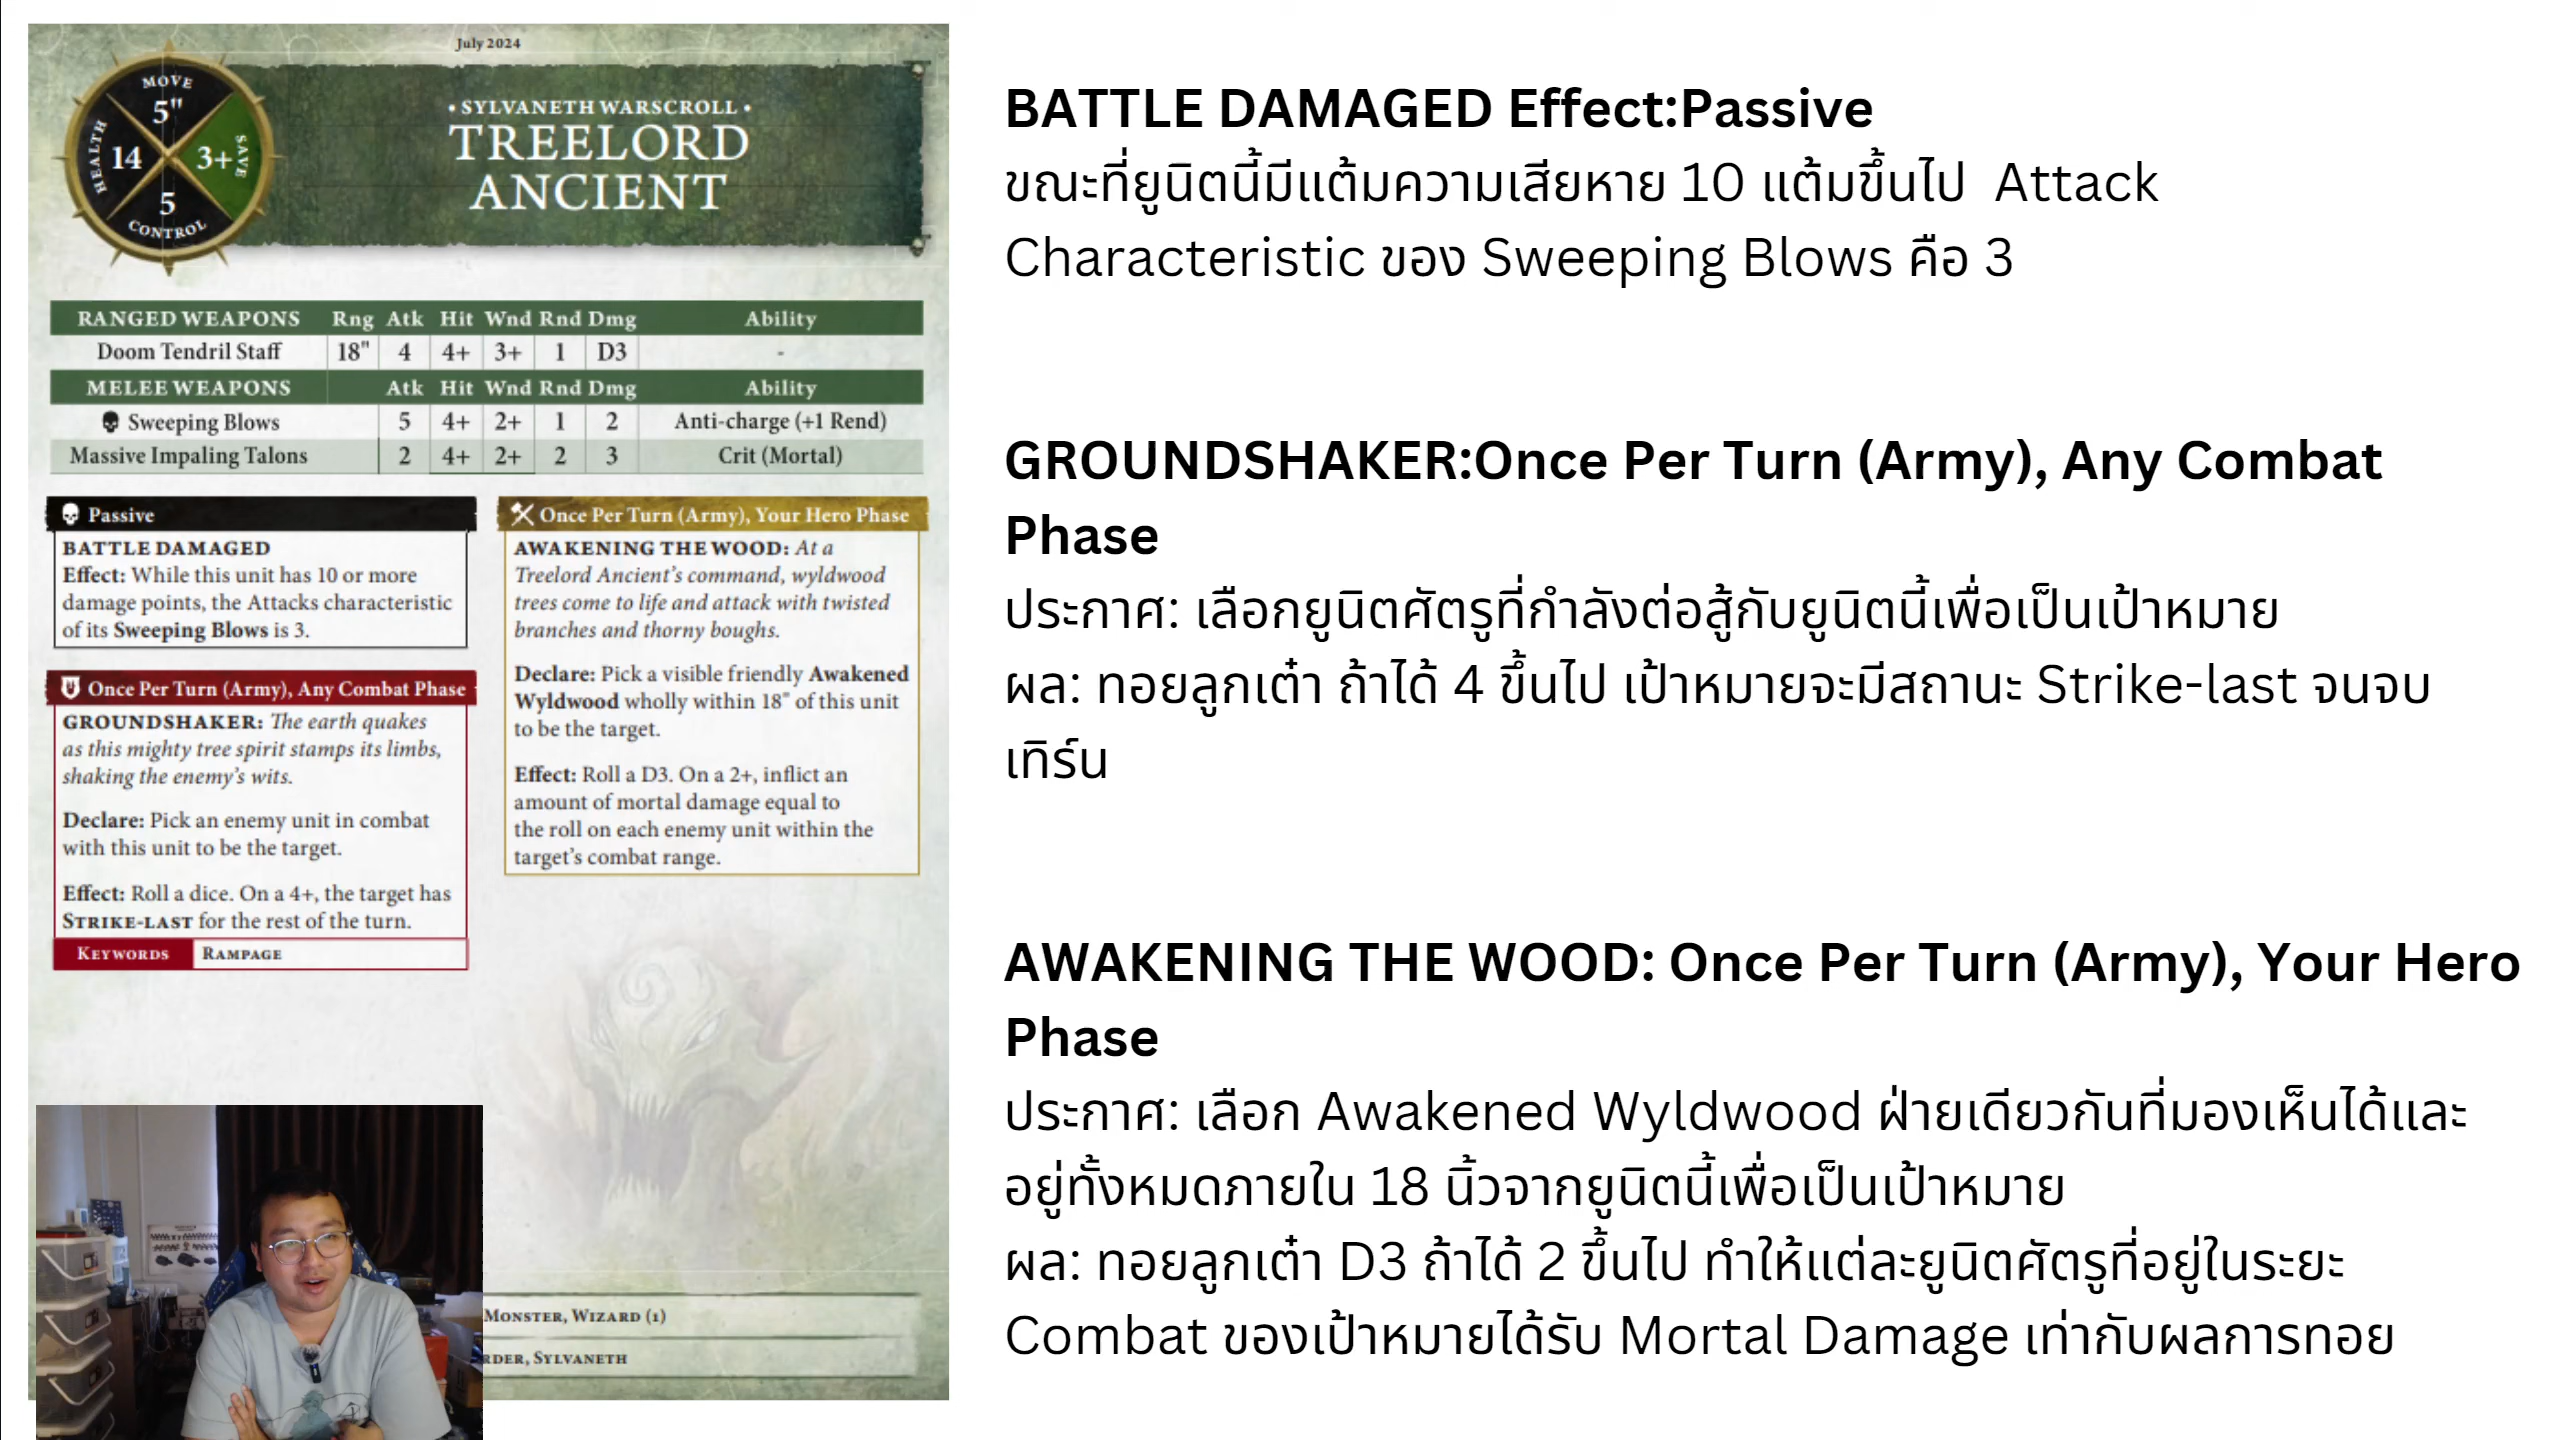 July 2024
MOVE
5"
HEALTH
14
3+
SAVE
5
CONTROL
• SYLVANETH WARSCROLL •
TREELORD
ANCIENT
RANGED WEAPONS Rng Atk Hit Wnd Rnd Dmg Ability
Doom Tendril Staff 18" 4 4+ 3+ 1 D3 -
MELEE WEAPONS Atk Hit Wnd Rnd Dmg Ability
Sweeping Blows 5 4+ 2+ 1 2 Anti-charge (+1 Rend)
Massive Impaling Talons 2 4+ 2+ 2 3 Crit (Mortal)
Passive
BATTLE DAMAGED
Effect: While this unit has 10 or more
damage points, the Attacks characteristic
of its Sweeping Blows is 3.
Once Per Turn (Army), Any Combat Phase
GROUNDSHAKER: The earth quakes
as this mighty tree spirit stamps its limbs,
shaking the enemy's wits.
Declare: Pick an enemy unit in combat
with this unit to be the target.
Effect: Roll a dice. On a 4+, the target has
STRIKE-LAST for the rest of the turn.
KEYWORDS RAMPAGE
Once Per Turn (Army), Your Hero Phase
AWAKENING THE WOOD: At a
Treelord Ancient's command, wyldwood
trees come to life and attack with twisted
branches and thorny boughs.
Declare: Pick a visible friendly Awakened
Wyldwood wholly within 18" of this unit
to be the target.
Effect: Roll a D3. On a 2+, inflict an
amount of mortal damage equal to
the roll on each enemy unit within the
target's combat range.
MONSTER, WIZARD (1)
RDER, SYLVANETH
BATTLE DAMAGED Effect:Passive
ขณะที่ยูนิตนี้มีแต้มความเสียหาย 10 แต้มขึ้นไป Attack
Characteristic ของ Sweeping Blows คือ 3
GROUNDSHAKER:Once Per Turn (Army), Any Combat
Phase
ประกาศ: เลือกยูนิตศัตรูที่กำลังต่อสู้กับยูนิตนี้เพื่อเป็นเป้าหมาย
ผล: ทอยลูกเต๋า ถ้าได้ 4 ขึ้นไป เป้าหมายจะมีสถานะ Strike-last จนจบ
เทิร์น
AWAKENING THE WOOD: Once Per Turn (Army), Your Hero
Phase
ประกาศ: เลือก Awakened Wyldwood ฝ่ายเดียวกันที่มองเห็นได้และ
อยู่ทั้งหมดภายใน 18 นิ้วจากยูนิตนี้เพื่อเป็นเป้าหมาย
ผล: ทอยลูกเต๋า D3 ถ้าได้ 2 ขึ้นไป ทำให้แต่ละยูนิตศัตรูที่อยู่ในระยะ
Combat ของเป้าหมายได้รับ Mortal Damage เท่ากับผลการทอย